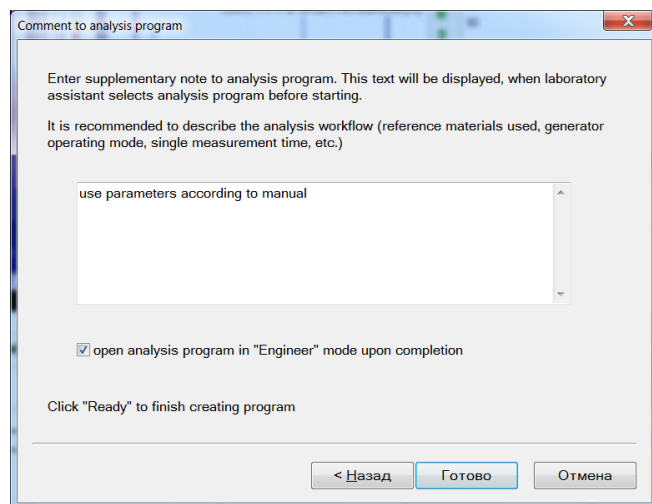 Comment to analysis program
Enter supplementary note to analysis program. This text will be displayed, when laboratory
assistant selects analysis program before starting.
It is recommended to describe the analysis workflow (reference materials used, generator
operating mode, single measurement time, etc.)
use parameters according to manual
open analysis program in "Engineer" mode upon completion
Click "Ready" to finish creating program
< Назад Готово Отмена